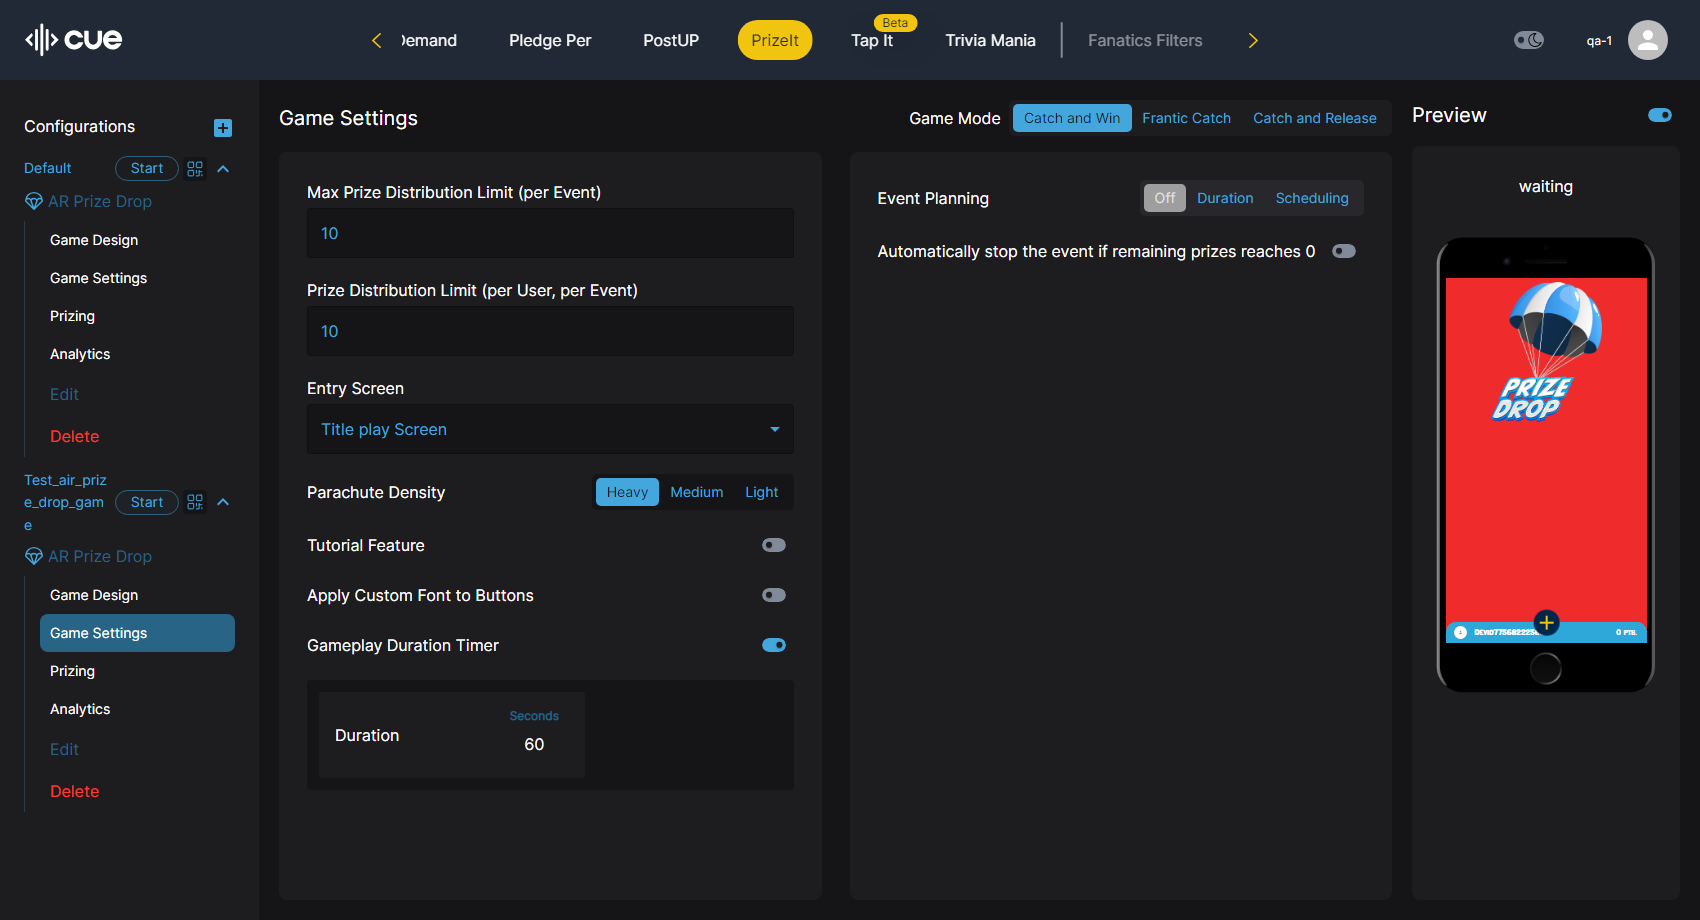 cue
Demand
Pledge Per
PostUP
PrizeIt
Beta
Tap It
Trivia Mania
Fanatics Filters
qa-1
Configurations
Default
Start
AR Prize Drop
Game Design
Game Settings
Prizing
Analytics
Edit
Delete
Test_air_priz
e_drop_gam
e
Start
AR Prize Drop
Game Design
Game Settings
Prizing
Analytics
Edit
Delete
Game Settings
Game Mode
Catch and Win
Frantic Catch
Catch and Release
Max Prize Distribution Limit (per Event)
10
Prize Distribution Limit (per User, per Event)
10
Entry Screen
Title play Screen
Parachute Density
Heavy
Medium
Light
Tutorial Feature
Apply Custom Font to Buttons
Gameplay Duration Timer
Duration
Seconds
60
Event Planning
Off
Duration
Scheduling
Automatically stop the event if remaining prizes reaches 0
Preview
waiting
PRIZE
DROP
0 PTS.